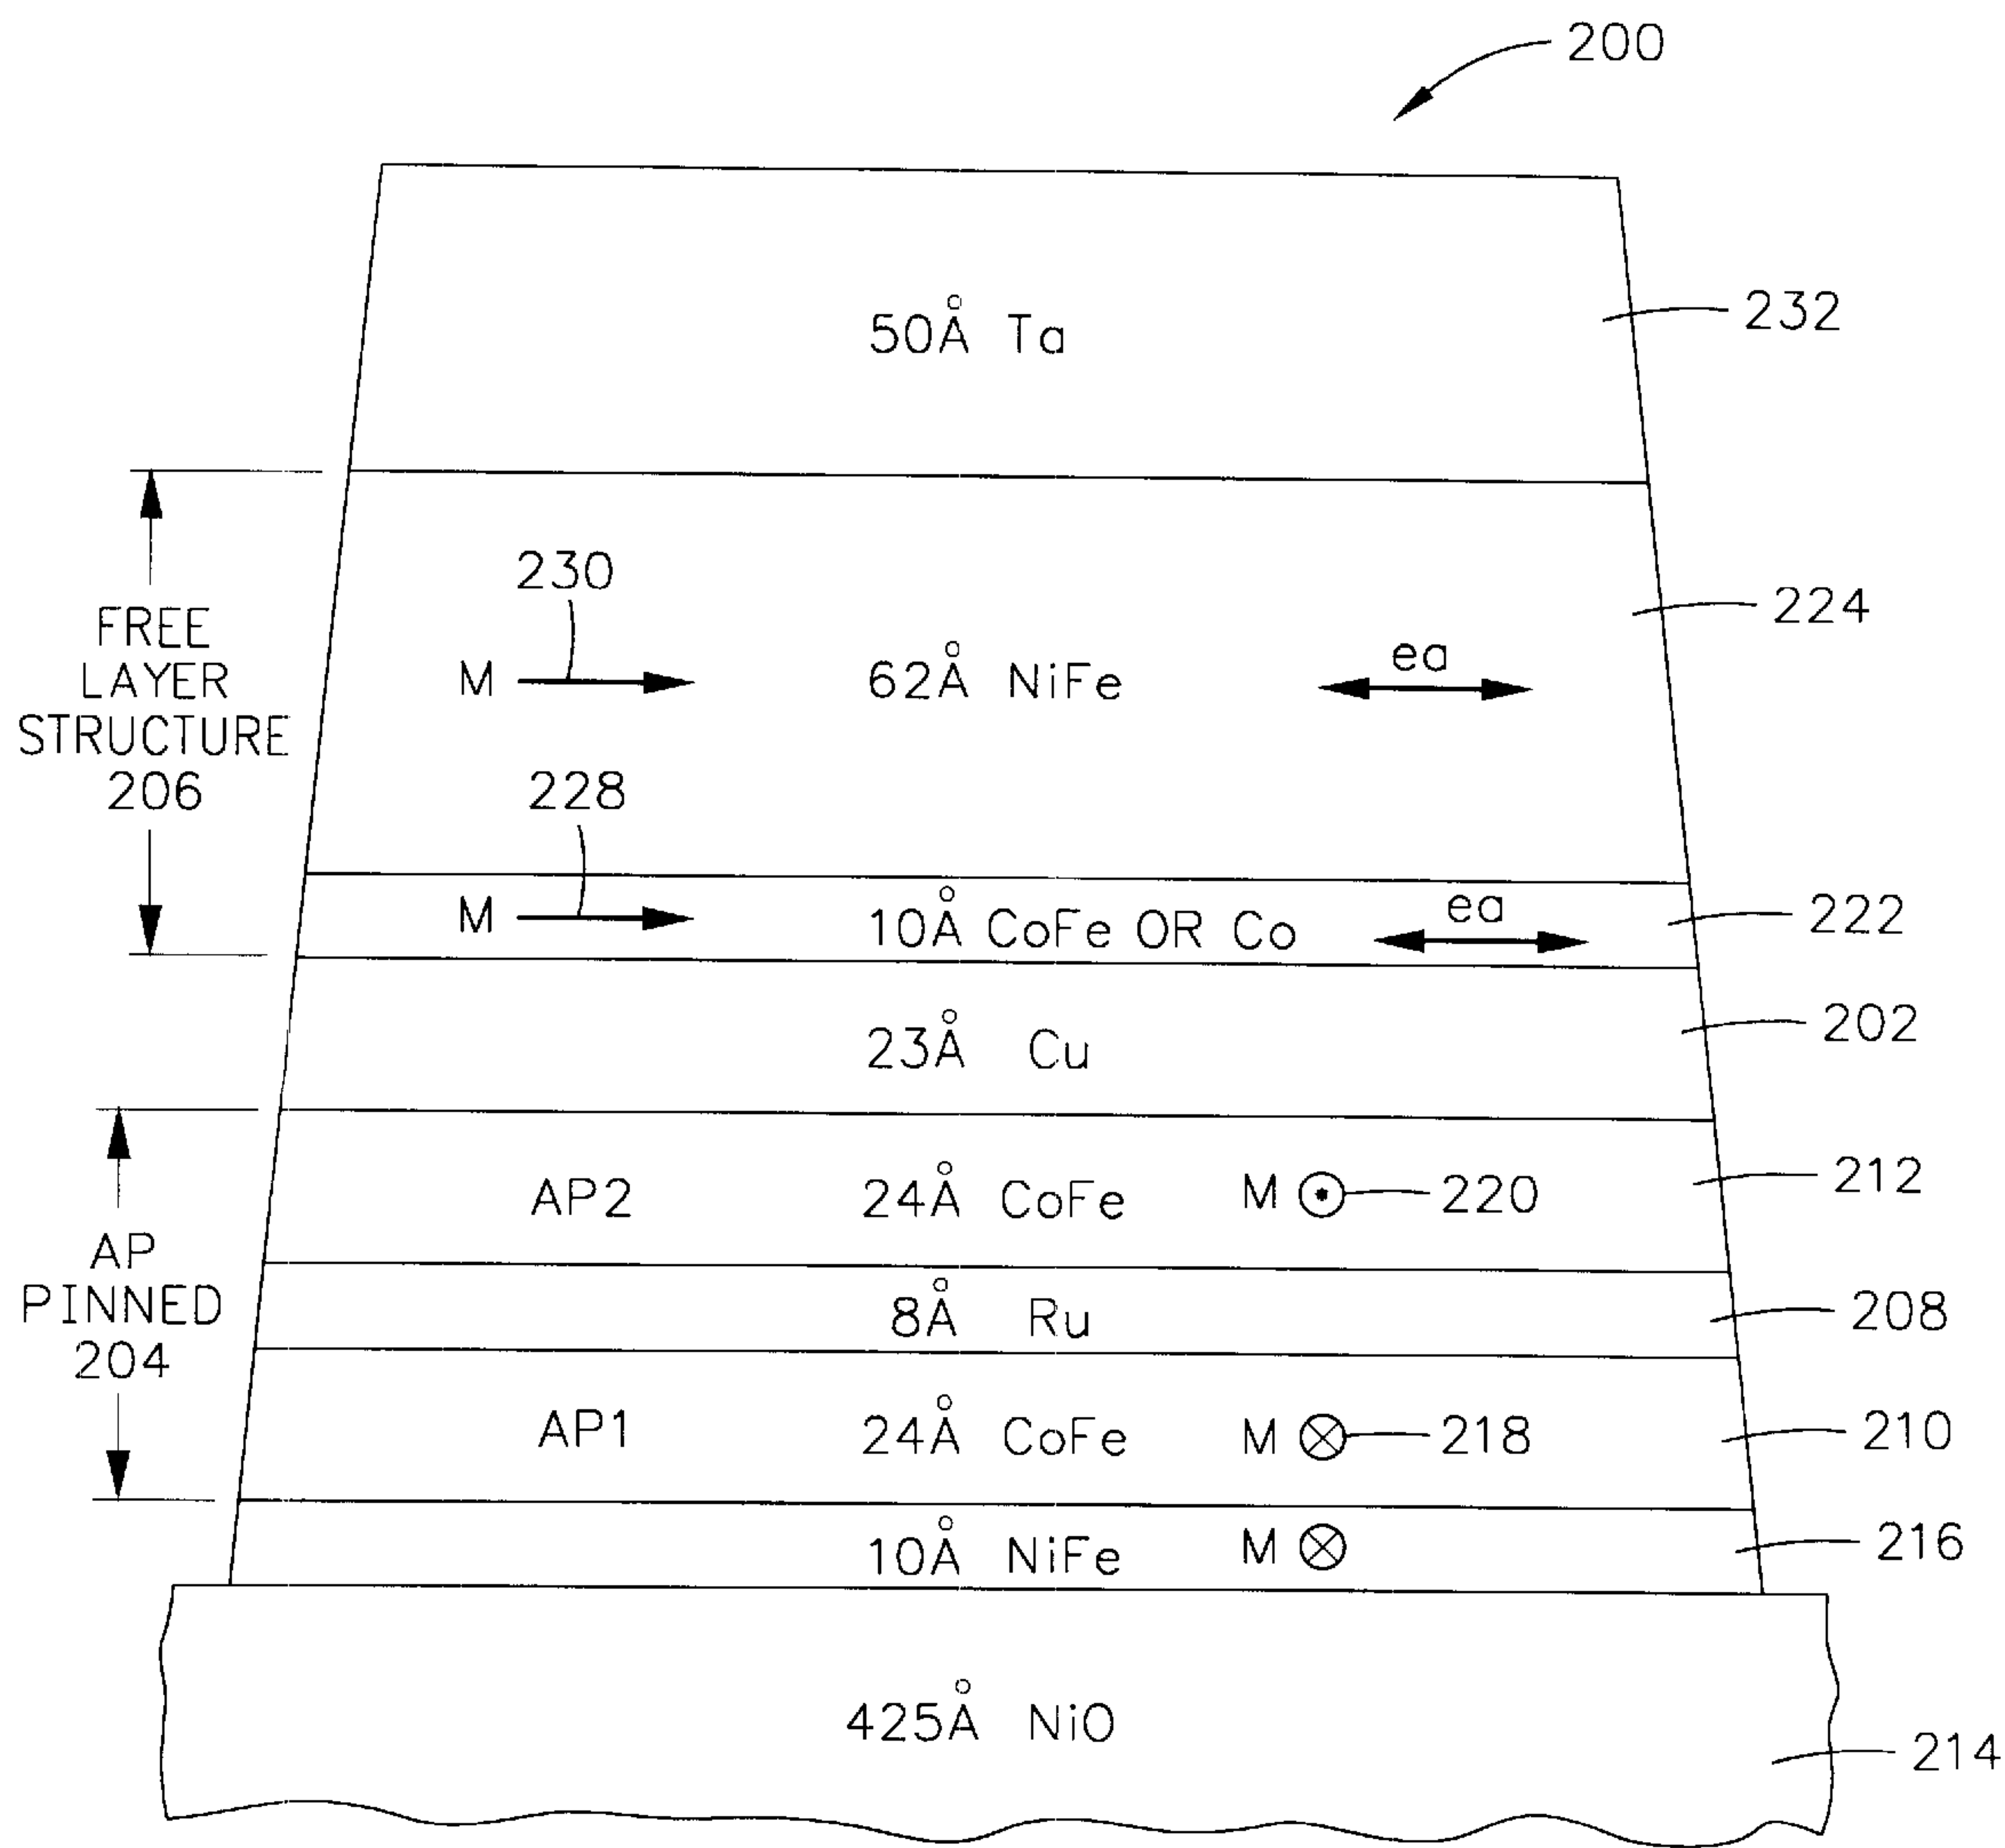 200
50Å Ta
232
230
224
FREE
LAYER
STRUCTURE
206
M
62Å NiFe
ea
228
M
10Å CoFe OR Co
ea
222
23Å Cu
202
AP2
24Å CoFe
M
220
212
AP
PINNED
204
8Å Ru
208
AP1
24Å CoFe
M
218
210
10Å NiFe
M
216
425Å NiO
214